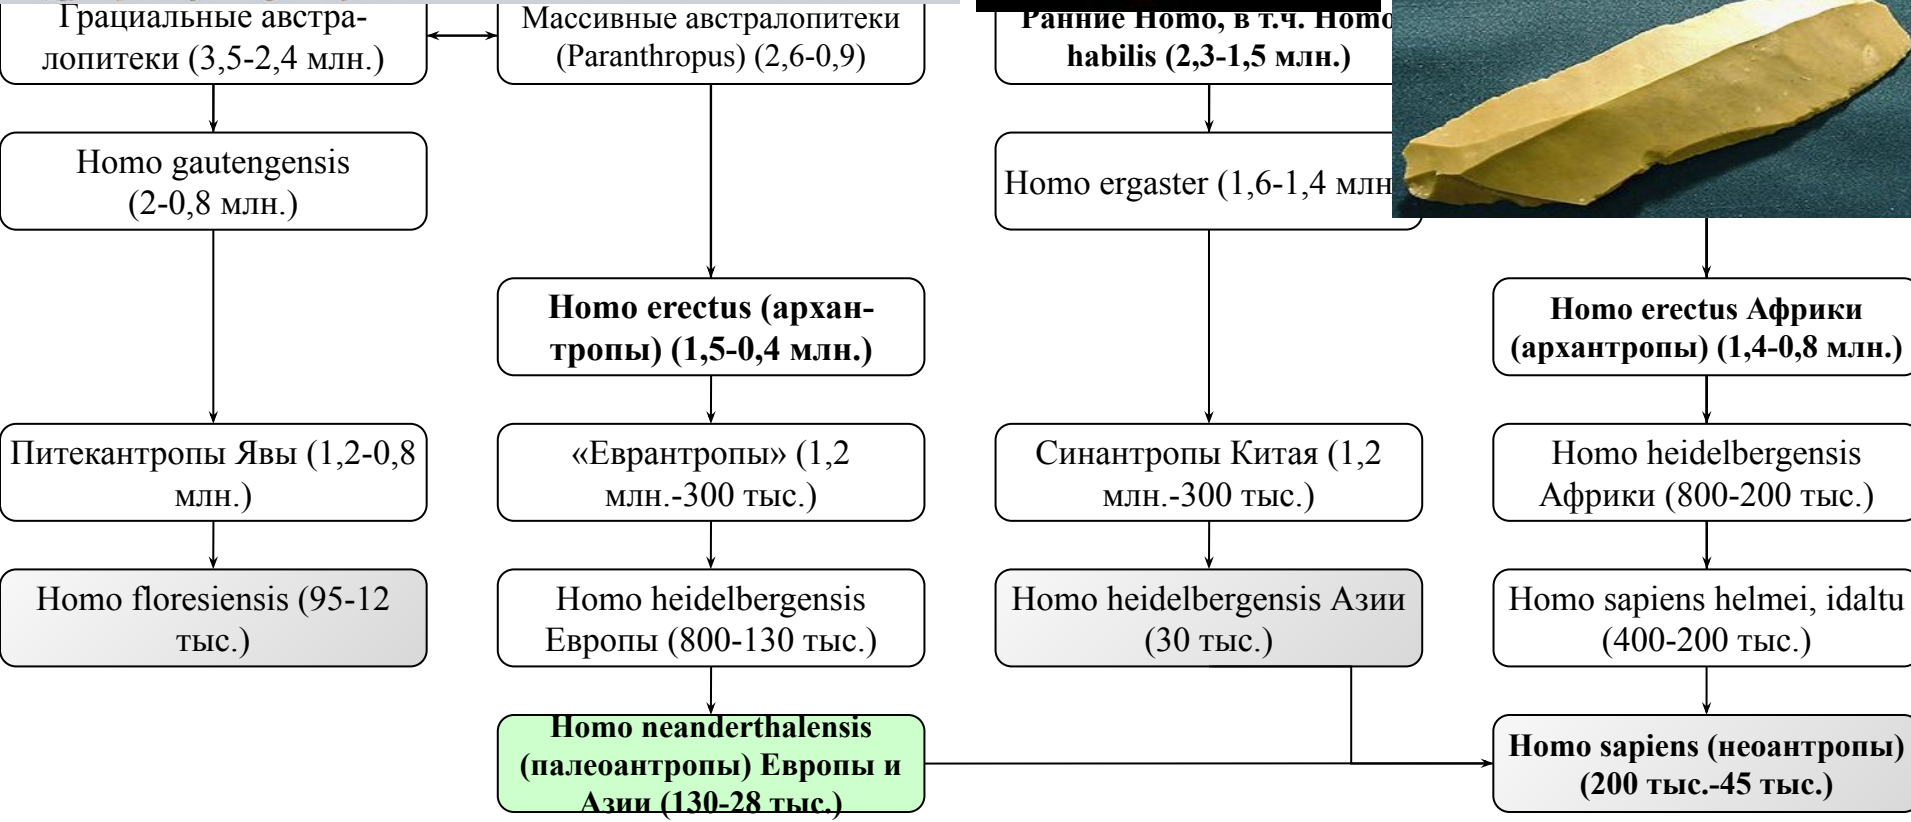 Грациальные австра-
лопитеки (3,5-2,4 млн.)
Массивные австралопитеки
(Paranthropus) (2,6-0,9)
Ранние Homo, в т.ч. Homo
habilis (2,3-1,5 млн.)
Homo gautengensis
(2-0,8 млн.)
Homo ergaster (1,6-1,4 млн
Homo erectus (архан-
тропы) (1,5-0,4 млн.)
Homo erectus Африки
(архантропы) (1,4-0,8 млн.)
Питекантропы Явы (1,2-0,8
млн.)
«Еврантропы» (1,2
млн.-300 тыс.)
Синантропы Китая (1,2
млн.-300 тыс.)
Homo heidelbergensis
Африки (800-200 тыс.)
Homo floresiensis (95-12
тыс.)
Homo heidelbergensis
Европы (800-130 тыс.)
Homo heidelbergensis Азии
(30 тыс.)
Homo sapiens helmei, idaltu
(400-200 тыс.)
Homo neanderthalensis
(палеоантропы) Европы и
Азии (130-28 тыс.)
Homo sapiens (неоантропы)
(200 тыс.-45 тыс.)